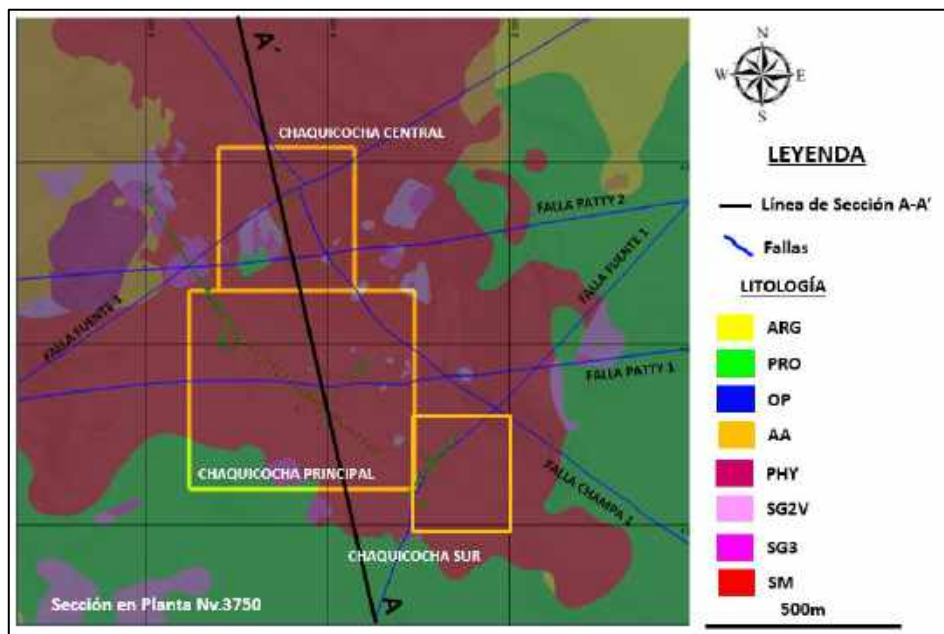 A'
CHAQUICOCHA CENTRAL
FALLA PATTY 2
FALLA FUENTE 1
FALLA FUENTE 1
FALLA PATTY 1
CHAQUICOCHA PRINCIPAL
FALLA CHAMPA 1
CHAQUICOCHA SUR
A
Sección en Planta Nv.3750
N
W E
S
LEYENDA
Línea de Sección A-A'
Fallas
LITOLOGÍA
ARG
PRO
OP
AA
PHY
SG2V
SG3
SM
500m